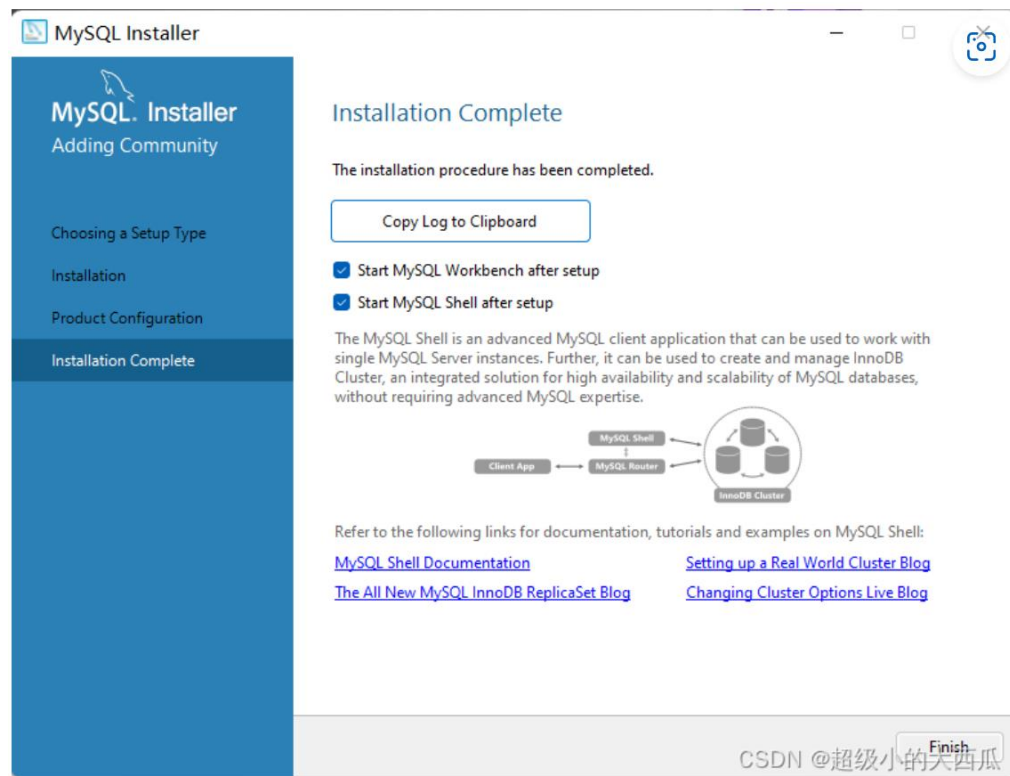 MySQL Installer
MySQL. Installer
Adding Community
Choosing a Setup Type
Installation
Product Configuration
Installation Complete
Installation Complete
The installation procedure has been completed.
Copy Log to Clipboard
Start MySQL Workbench after setup
Start MySQL Shell after setup
The MySQL Shell is an advanced MySQL client application that can be used to work with
single MySQL Server instances. Further, it can be used to create and manage InnoDB
Cluster, an integrated solution for high availability and scalability of MySQL databases,
without requiring advanced MySQL expertise.
MySQL Shell
Client App
MySQL Router
InnoDB Cluster
Refer to the following links for documentation, tutorials and examples on MySQL Shell:
MySQL Shell Documentation
Setting up a Real World Cluster Blog
The All New MySQL InnoDB ReplicaSet Blog
Changing Cluster Options Live Blog
Finish
CSDN @超级小的大西瓜